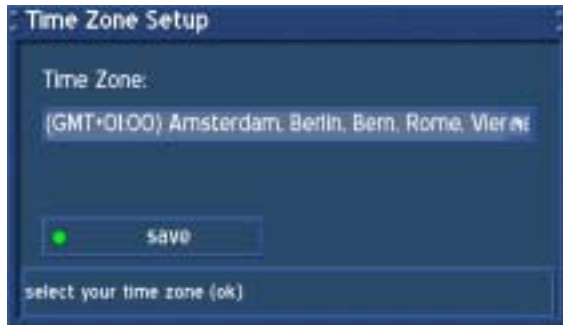 Time Zone Setup
Time Zone:
(GMT+01:00) Amsterdam, Berlin, Bern, Rome,
save
select your time zone (ok)